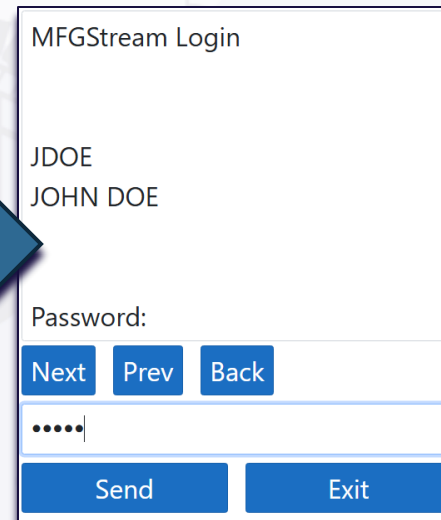 MFGStream Login
JDOE
JOHN DOE
Password:
Next Prev Back
•••••
Send Exit